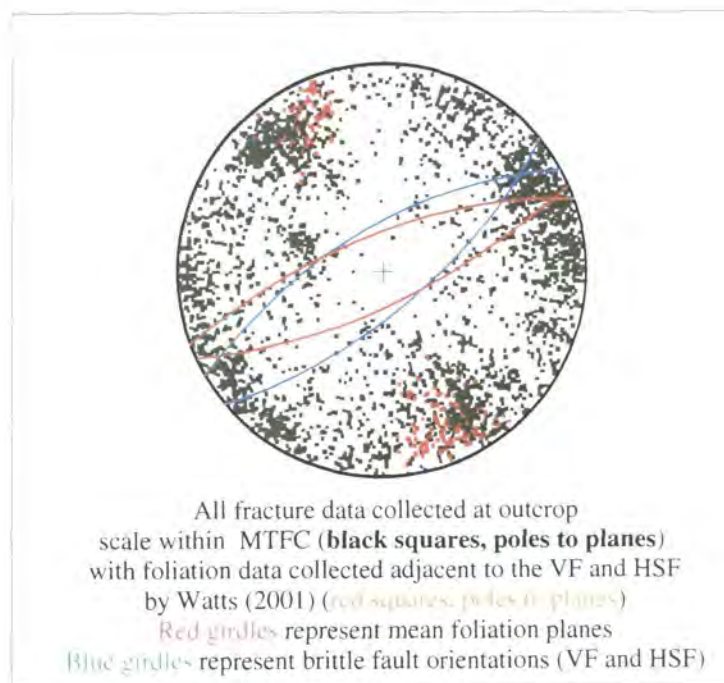 All fracture data collected at outcrop
scale within MTFC (black squares, poles to planes)
with foliation data collected adjacent to the VF and HSF
by Watts (2001) (red squares, poles to planes)
Red girdles represent mean foliation planes
Blue girdles represent brittle fault orientations (VF and HSF)